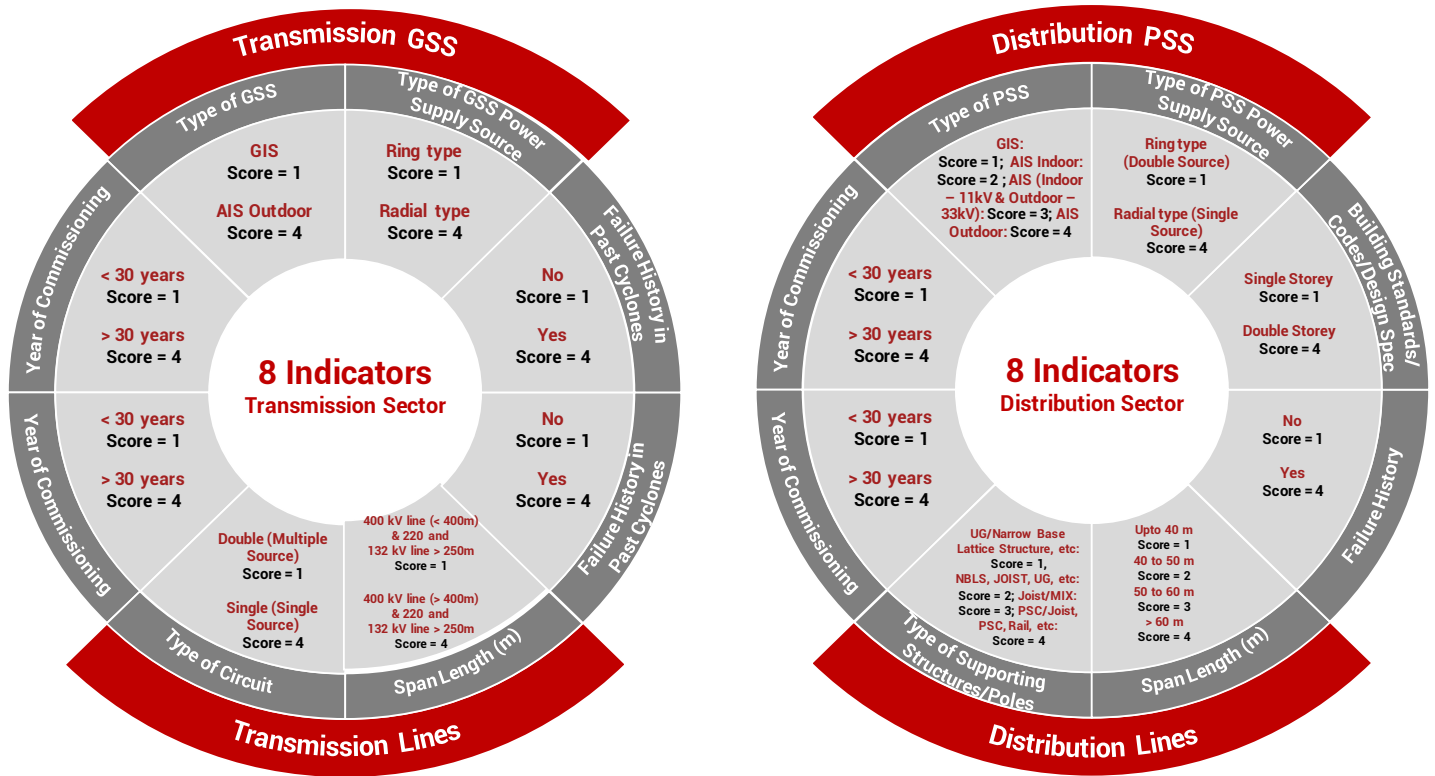 Transmission GSS
Type of GSS
Type of GSS Power
Supply Source
GIS
Score = 1
AIS Outdoor
Score = 4
Ring type
Score = 1
Radial type
Score = 4
Year of Commissioning
< 30 years
Score = 1
> 30 years
Score = 4
Failure History in
Past Cyclones
No
Score = 1
Yes
Score = 4
8 Indicators
Transmission Sector
Year of Commissioning
< 30 years
Score = 1
> 30 years
Score = 4
Failure History in
Past Cyclones
No
Score = 1
Yes
Score = 4
Double (Multiple
Source)
Score = 1
Single (Single
Source)
Score = 4
Type of Circuit
400 kV line (< 400m)
& 220 and
132 kV line > 250m
Score = 1
400 kV line (> 400m)
& 220 and
132 kV line > 250m
Score = 4
Span Length (m)
Transmission Lines
Distribution PSS
Type of PSS
Type of PSS Power
Supply Source
GIS:
Score = 1; AIS Indoor:
Score = 2 ; AIS (Indoor
– 11kV & Outdoor –
33kV): Score = 3; AIS
Outdoor: Score = 4
Ring type
(Double Source)
Score = 1
Radial type (Single
Source)
Score = 4
Year of Commissioning
< 30 years
Score = 1
> 30 years
Score = 4
Building Standards/
Codes/Design Spec
Single Storey
Score = 1
Double Storey
Score = 4
8 Indicators
Distribution Sector
Year of Commissioning
< 30 years
Score = 1
> 30 years
Score = 4
Failure History
No
Score = 1
Yes
Score = 4
UG/Narrow Base
Lattice Structure, etc:
Score = 1,
NBLS, JOIST, UG, etc:
Score = 2; Joist/MIX:
Score = 3; PSC/Joist,
PSC, Rail, etc:
Score = 4
Type of Supporting
Structures/Poles
Upto 40 m
Score = 1
40 to 50 m
Score = 2
50 to 60 m
Score = 3
> 60 m
Score = 4
Span Length (m)
Distribution Lines